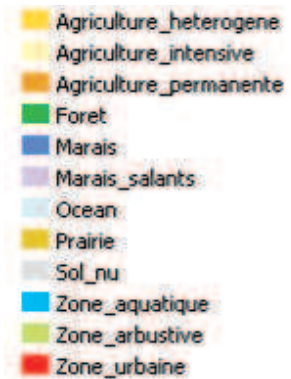 Agriculture_heterogene
Agriculture_intensive
Agriculture_permanente
Foret
Marais
Marais_salants
Ocean
Prairie
Sol_nu
Zone_aquatique
Zone_arbustive
Zone_urbaine